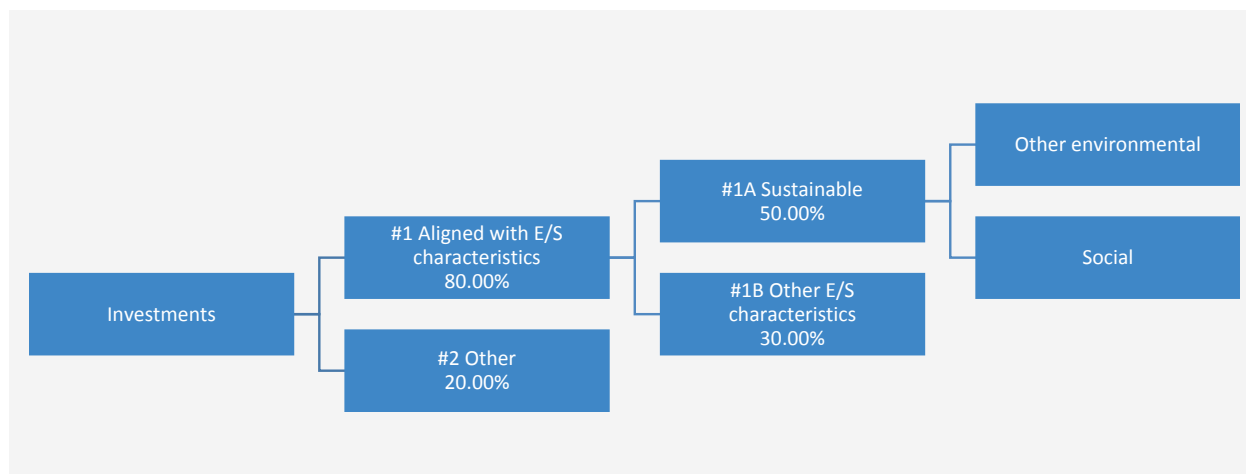 Investments
#1 Aligned with E/S
characteristics
80.00%
#2 Other
20.00%
#1A Sustainable
50.00%
#1B Other E/S
characteristics
30.00%
Other environmental
Social